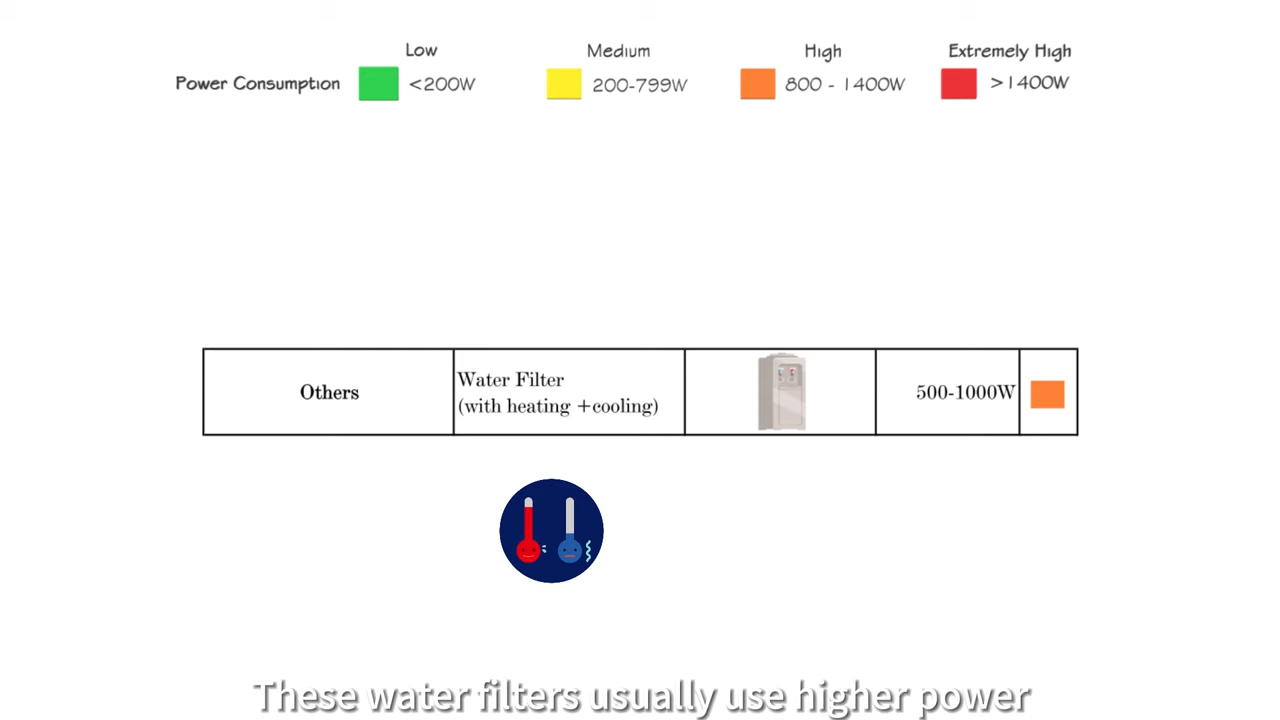 Low Medium High Extremely High
Power Consumption <200W 200-799W 800 - 1400W >1400W
Others Water Filter (with heating +cooling) 500-1000W
These water filters usually use higher power